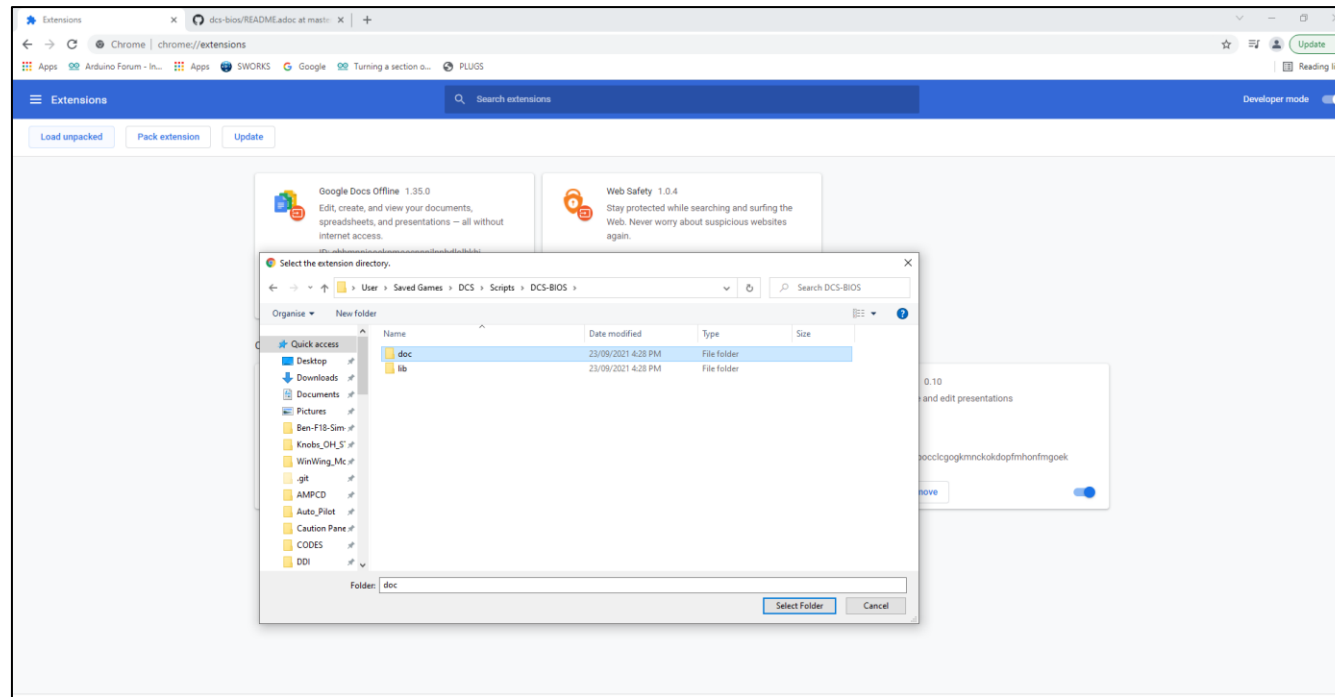 Extensions
dcs-bios/README.adoc at maste
Chrome | chrome://extensions
Update
Apps Arduino Forum - In... Apps SWORKS Google Turning a section o... PLUGS
Reading li
Extensions
Search extensions
Developer mode
Load unpacked Pack extension Update
Google Docs Offline 1.35.0
Edit, create, and view your documents,
spreadsheets, and presentations — all without
internet access.
Web Safety 1.0.4
Stay protected while searching and surfing the
Web. Never worry about suspicious websites
again.
Select the extension directory.
User > Saved Games > DCS > Scripts > DCS-BIOS >
Search DCS-BIOS
Organise New folder
Name Date modified Type Size
doc 23/09/2021 4:28 PM File folder
lib 23/09/2021 4:28 PM File folder
Quick access
Desktop
Downloads
Documents
Pictures
Ben-F18-Sim-
Knobs_OH_S
WinWing_Mc
.git
AMPCD
Auto_Pilot
Caution Pane
CODES
DDI
Folder: doc
Select Folder Cancel
0.10
and edit presentations
occlcgogkmnckokdopfmhonfmgoek
nove